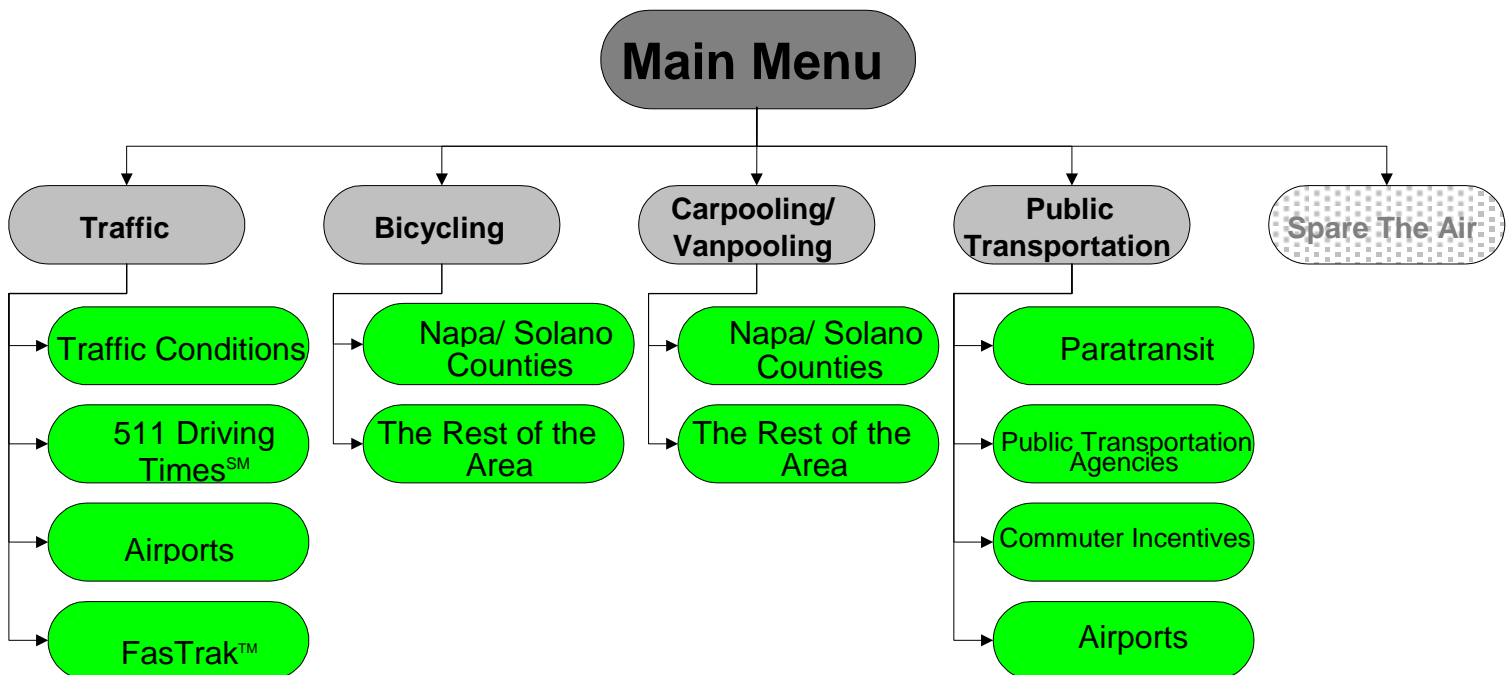 Main Menu
Traffic
Bicycling
Carpooling/
Vanpooling
Public
Transportation
Spare The Air
Traffic Conditions
511 Driving
Times℠
Airports
FasTrak™
Napa/ Solano
Counties
The Rest of the
Area
Napa/ Solano
Counties
The Rest of the
Area
Paratransit
Public Transportation
Agencies
Commuter Incentives
Airports